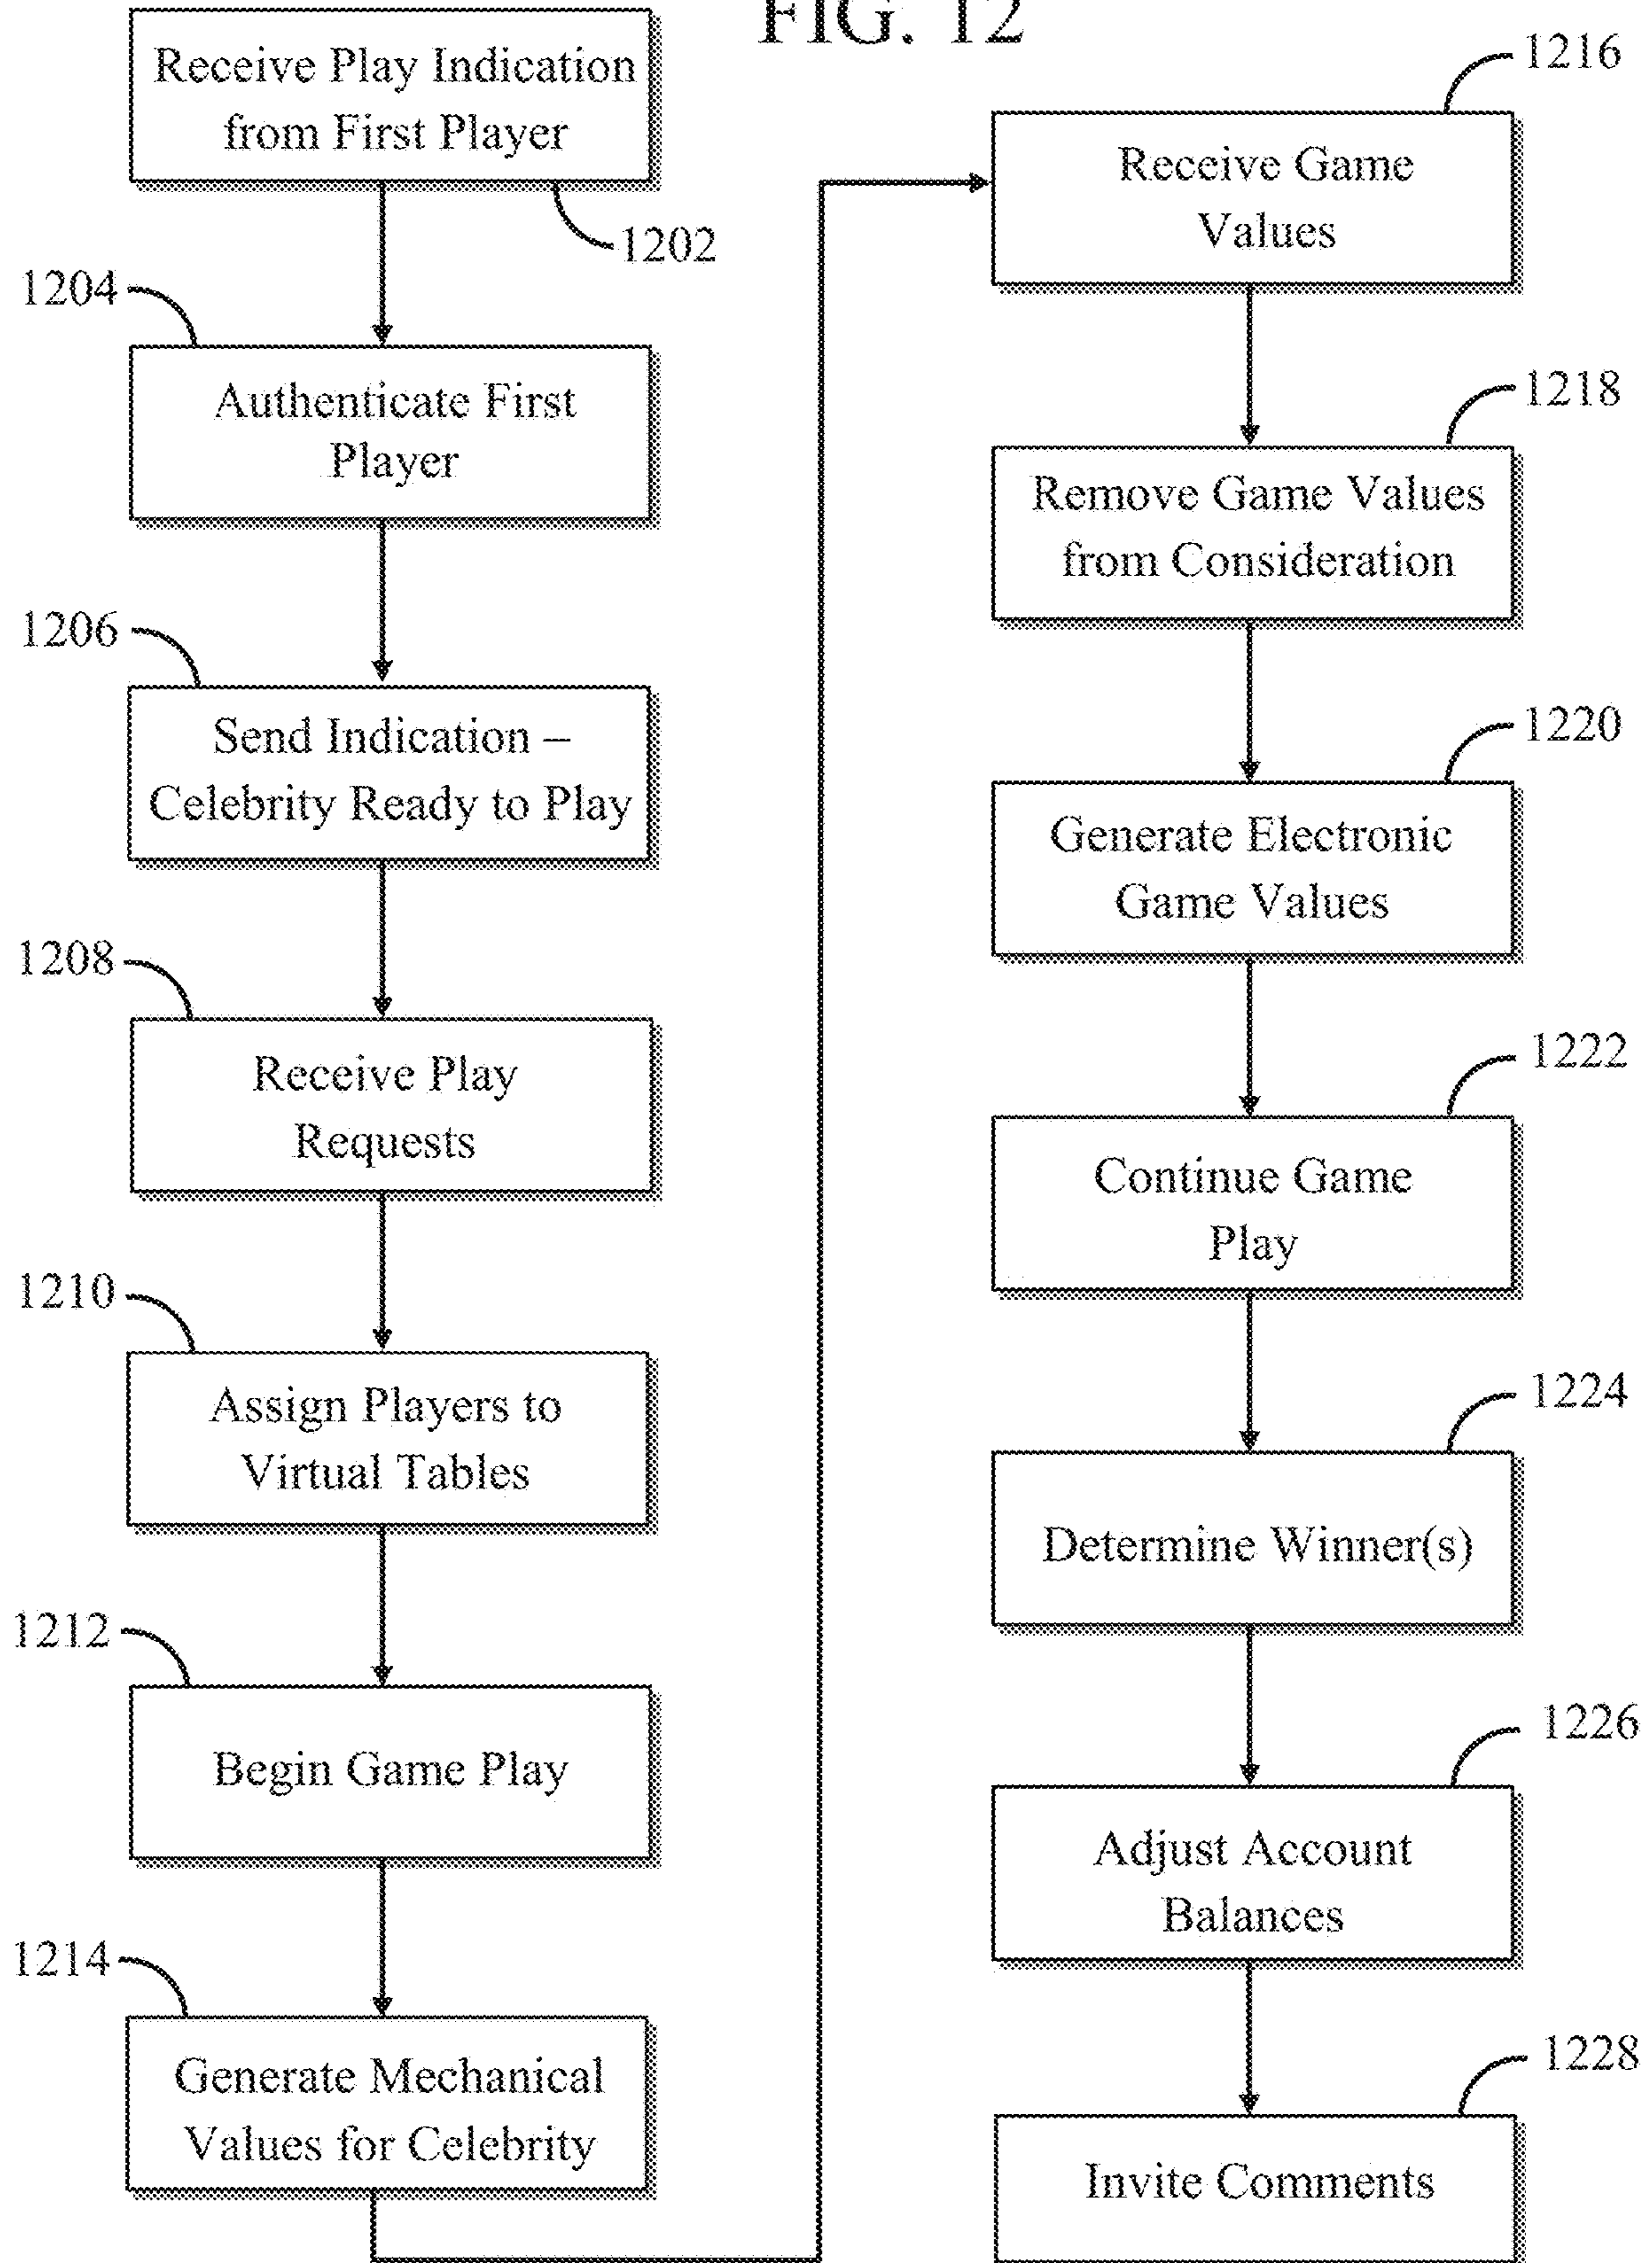 FIG. 12
Receive Play Indication
from First Player
1202
1204
Authenticate First
Player
1206
Send Indication –
Celebrity Ready to Play
1208
Receive Play
Requests
1210
Assign Players to
Virtual Tables
1212
Begin Game Play
1214
Generate Mechanical
Values for Celebrity
1216
Receive Game
Values
1218
Remove Game Values
from Consideration
1220
Generate Electronic
Game Values
1222
Continue Game
Play
1224
Determine Winner(s)
1226
Adjust Account
Balances
1228
Invite Comments